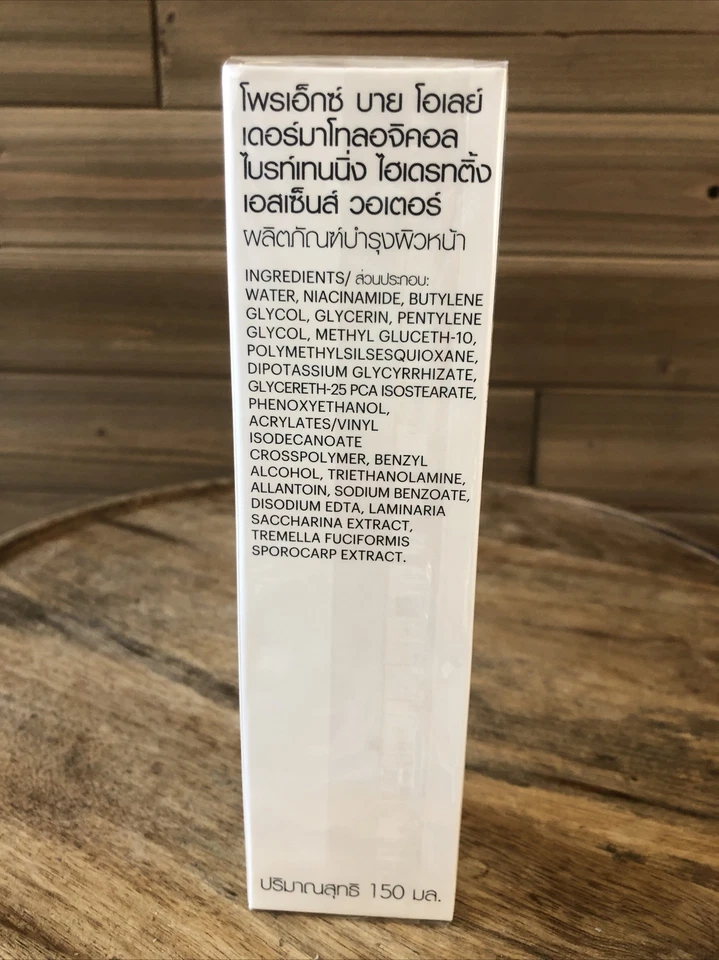 โพรเอ็กซ์ บาย โอเลย์
เดอร์มาโทลอจิคอล
ไบรท์เทนนิ่ง ไฮเดรทติ้ง
เอสเซ็นส์ วอเตอร์
ผลิตภัณฑ์บำรุงผิวหน้า
INGREDIENTS/ ส่วนประกอบ:
WATER, NIACINAMIDE, BUTYLENE
GLYCOL, GLYCERIN, PENTYLENE
GLYCOL, METHYL GLUCETH-10,
POLYMETHYLSILSESQUIOXANE,
DIPOTASSIUM GLYCYRRHIZATE,
GLYCERETH-25 PCA ISOSTEARATE,
PHENOXYETHANOL,
ACRYLATES/VINYL
ISODECANOATE
CROSSPOLYMER, BENZYL
ALCOHOL, TRIETHANOLAMINE,
ALLANTOIN, SODIUM BENZOATE,
DISODIUM EDTA, LAMINARIA
SACCHARINA EXTRACT,
TREMELLA FUCIFORMIS
SPOROCARP EXTRACT.
ปริมาณสุทธิ 150 มล.